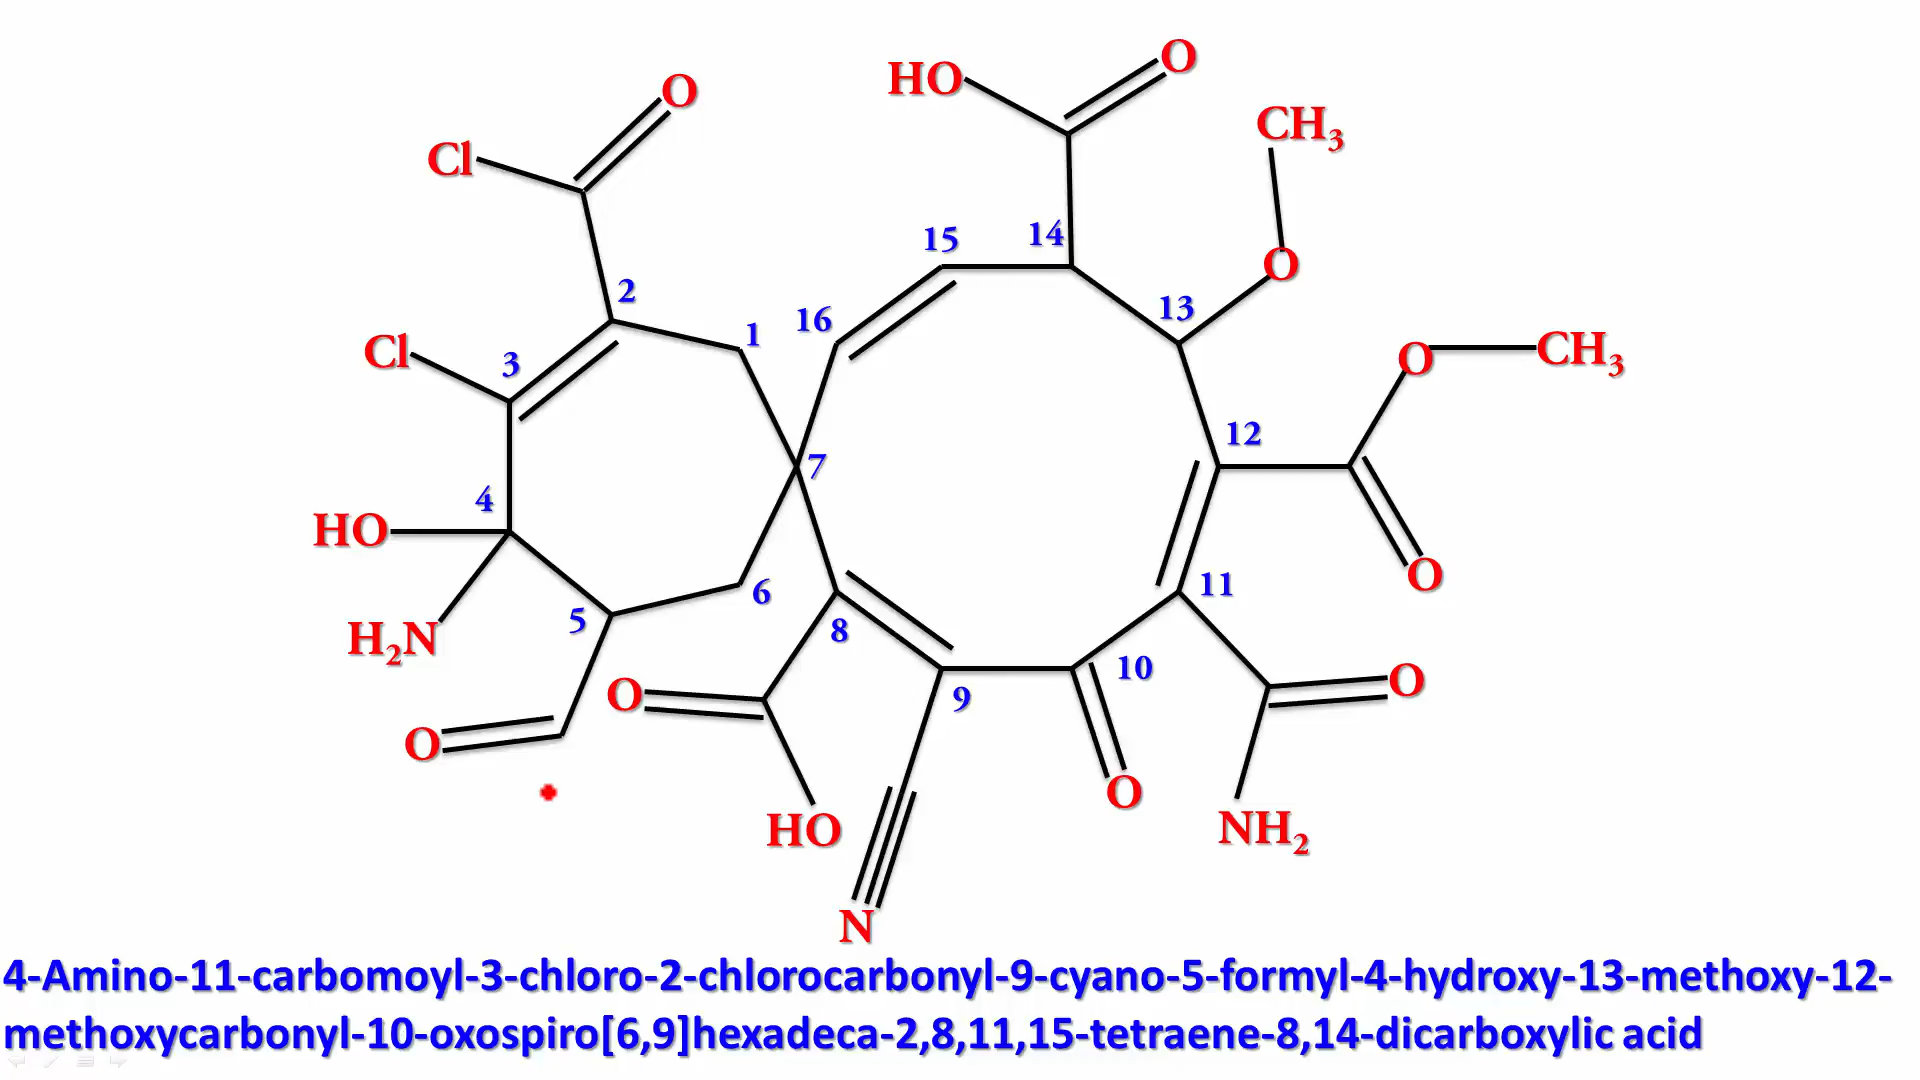 O
HO
O
CH₃
Cl
15
14
O
2
13
16
1
Cl
3
O
CH₃
12
7
4
HO
O
11
6
5
8
H₂N
10
O
9
O
O
O
HO
NH₂
N
4-Amino-11-carbomoyl-3-chloro-2-chlorocarbonyl-9-cyano-5-formyl-4-hydroxy-13-methoxy-12-
methoxycarbonyl-10-oxospiro[6,9]hexadeca-2,8,11,15-tetraene-8,14-dicarboxylic acid